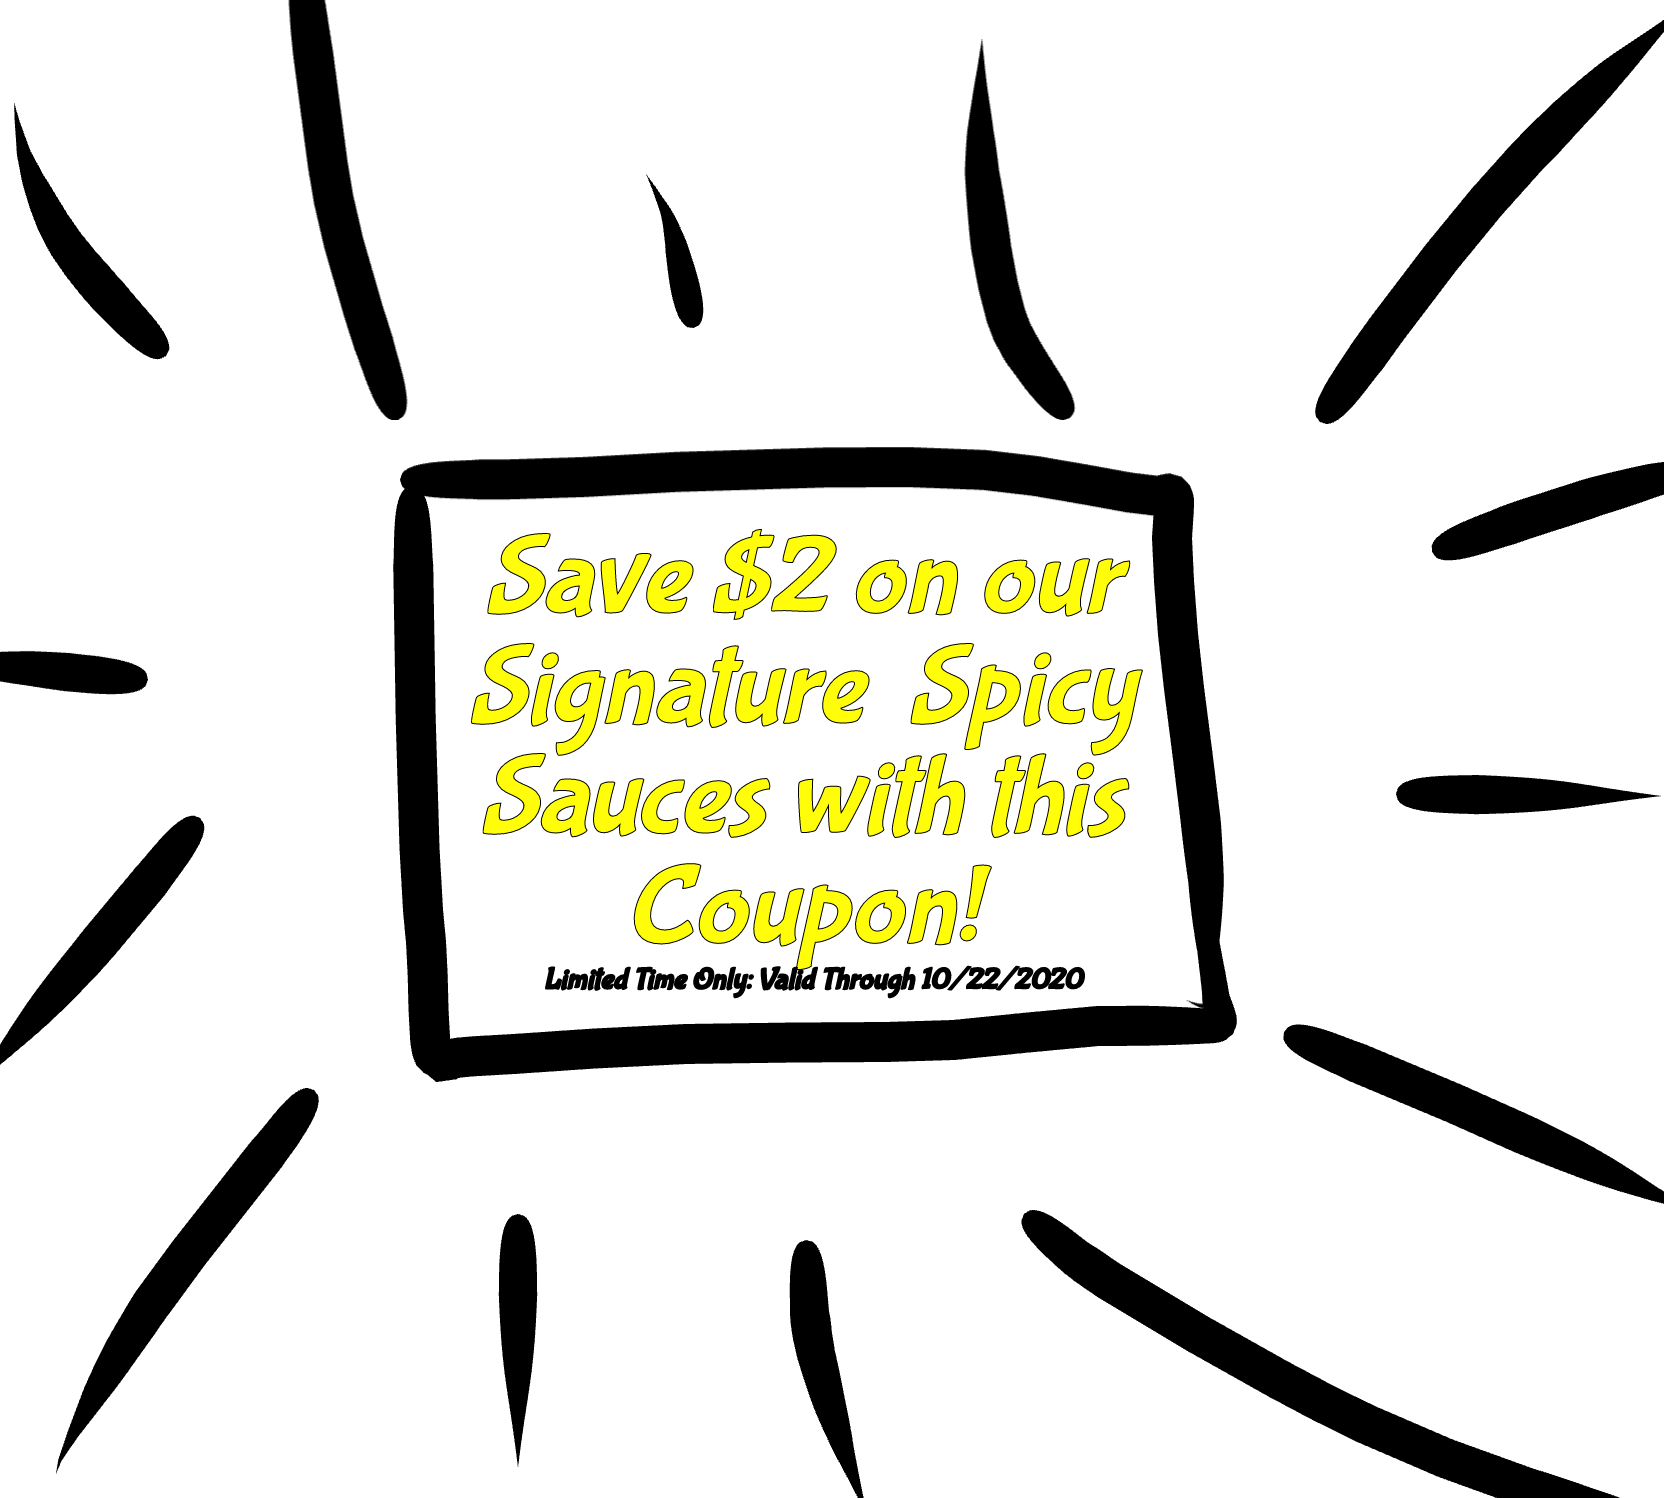 Save $2 on our
Signature  Spicy
Sauces with this
Coupon!
Limited Time Only: Valid Through 10/22/2020